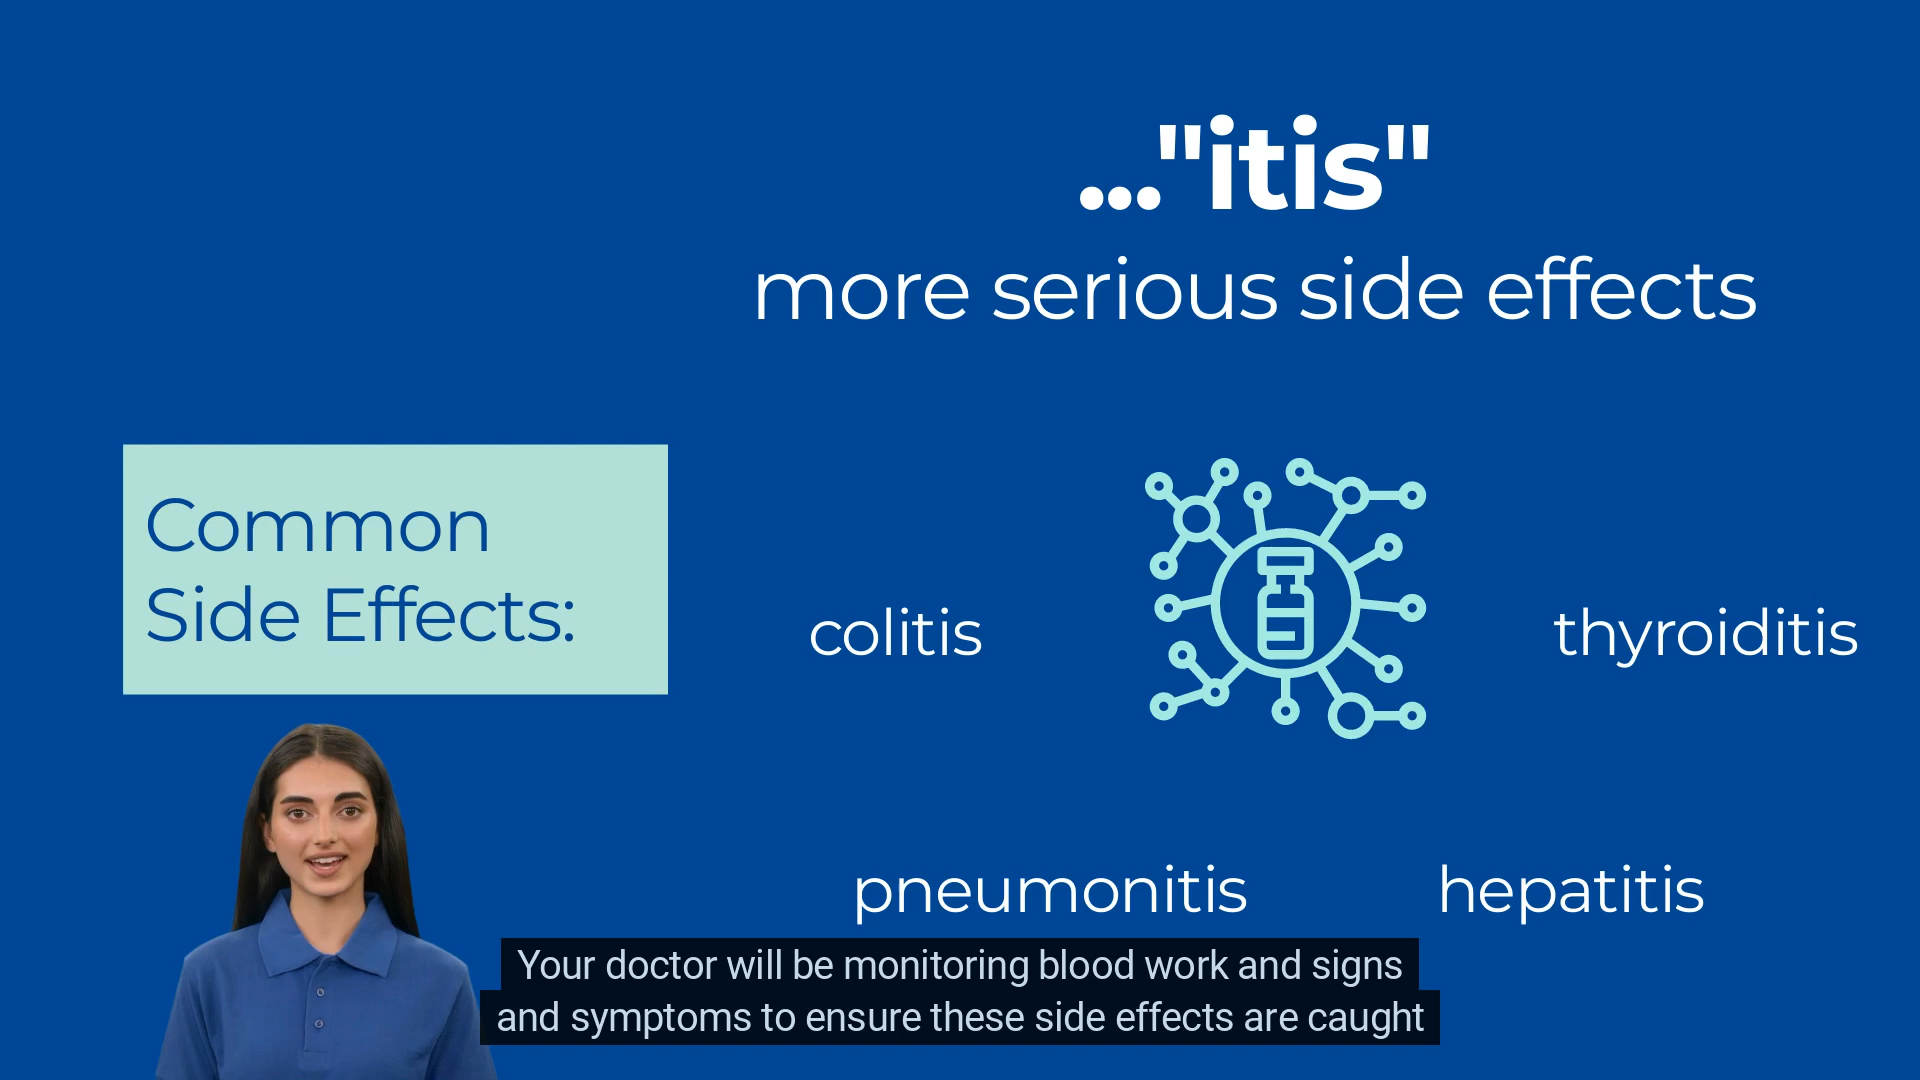 ..."itis"
more serious side effects
Common
Side Effects:
colitis
thyroiditis
pneumonitis
hepatitis
Your doctor will be monitoring blood work and signs
and symptoms to ensure these side effects are caught